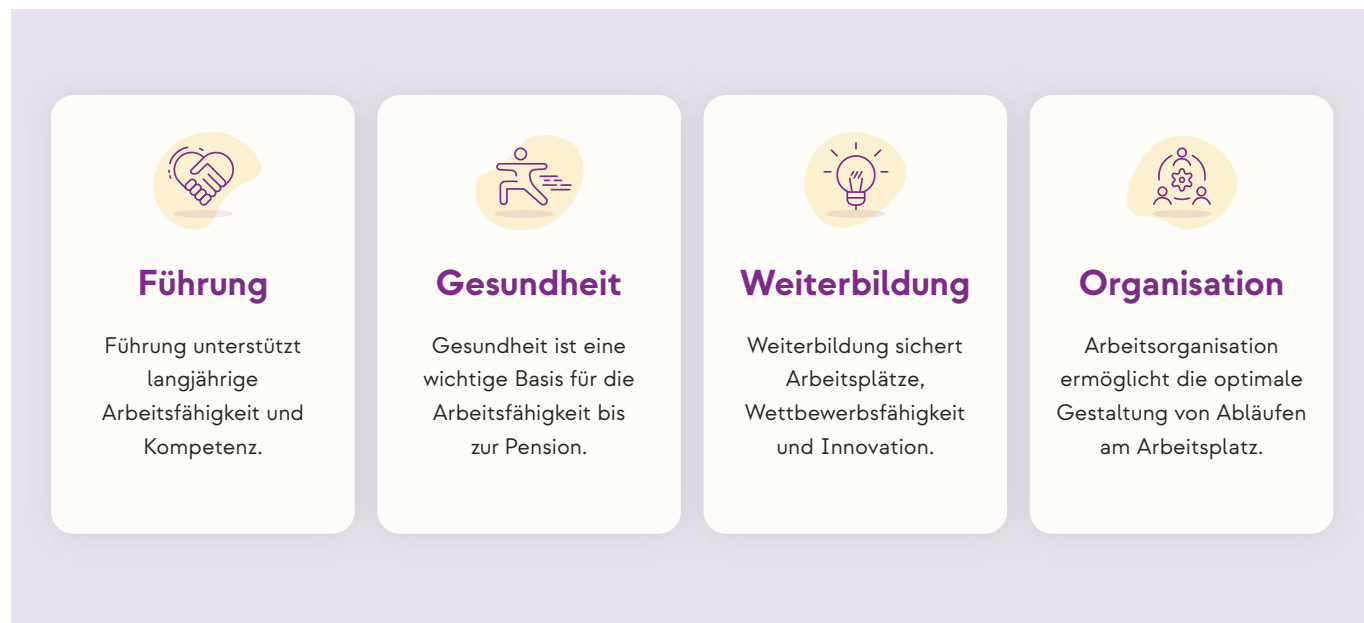 Führung
Führung unterstützt
langjährige
Arbeitsfähigkeit und
Kompetenz.
Gesundheit
Gesundheit ist eine
wichtige Basis für die
Arbeitsfähigkeit bis
zur Pension.
Weiterbildung
Weiterbildung sichert
Arbeitsplätze,
Wettbewerbsfähigkeit
und Innovation.
Organisation
Arbeitsorganisation
ermöglicht die optimale
Gestaltung von Abläufen
am Arbeitsplatz.